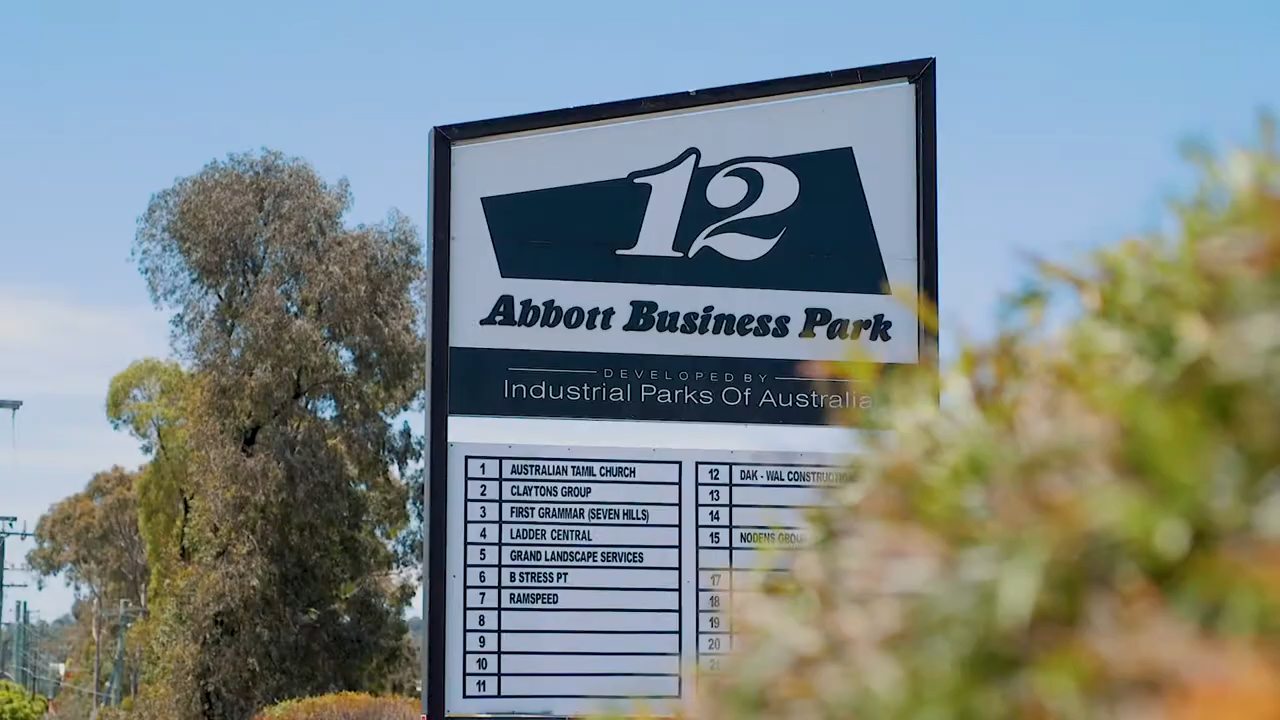 12
Abbott Business Park
DEVELOPED BY
Industrial Parks Of Australia
1 AUSTRALIAN TAMIL CHURCH
2 CLAYTONS GROUP
3 FIRST GRAMMAR (SEVEN HILLS)
4 LADDER CENTRAL
5 GRAND LANDSCAPE SERVICES
6 B STRESS PT
7 RAMSPEED
8
9
10
11
12 DAK - WAL CONSTRUCTION
13
14
15 NODENS GROUP
17
18
19
20